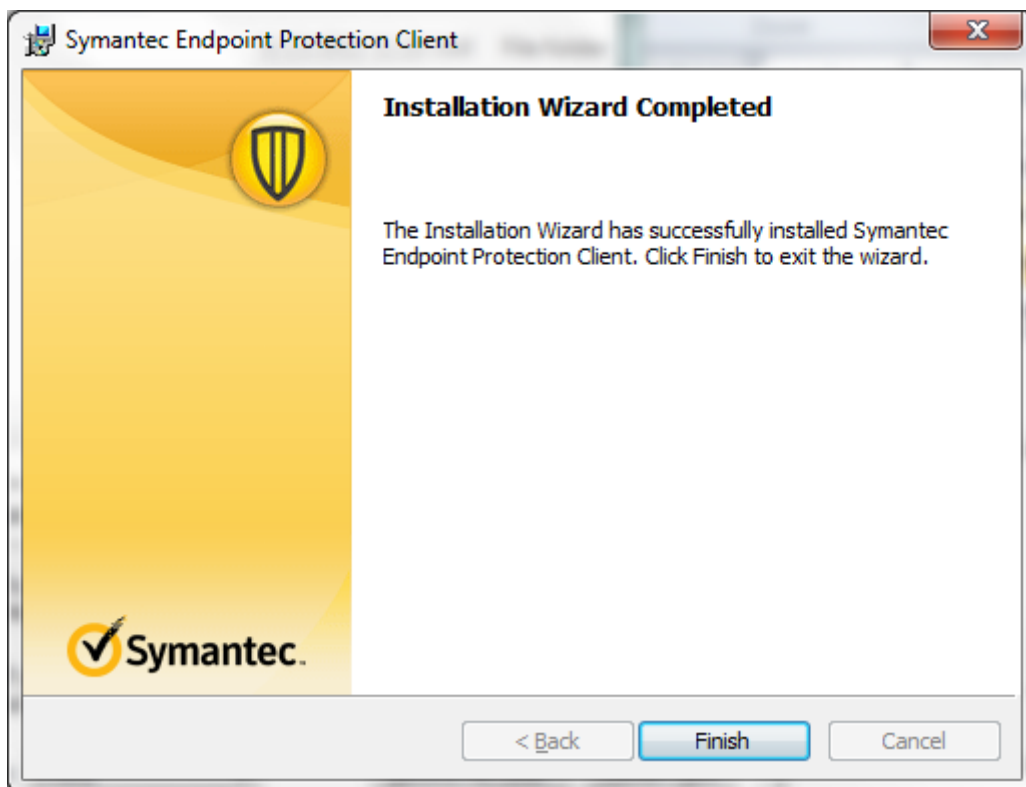 Symantec Endpoint Protection Client
Installation Wizard Completed
The Installation Wizard has successfully installed Symantec
Endpoint Protection Client. Click Finish to exit the wizard.
Symantec.
< Back
Finish
Cancel